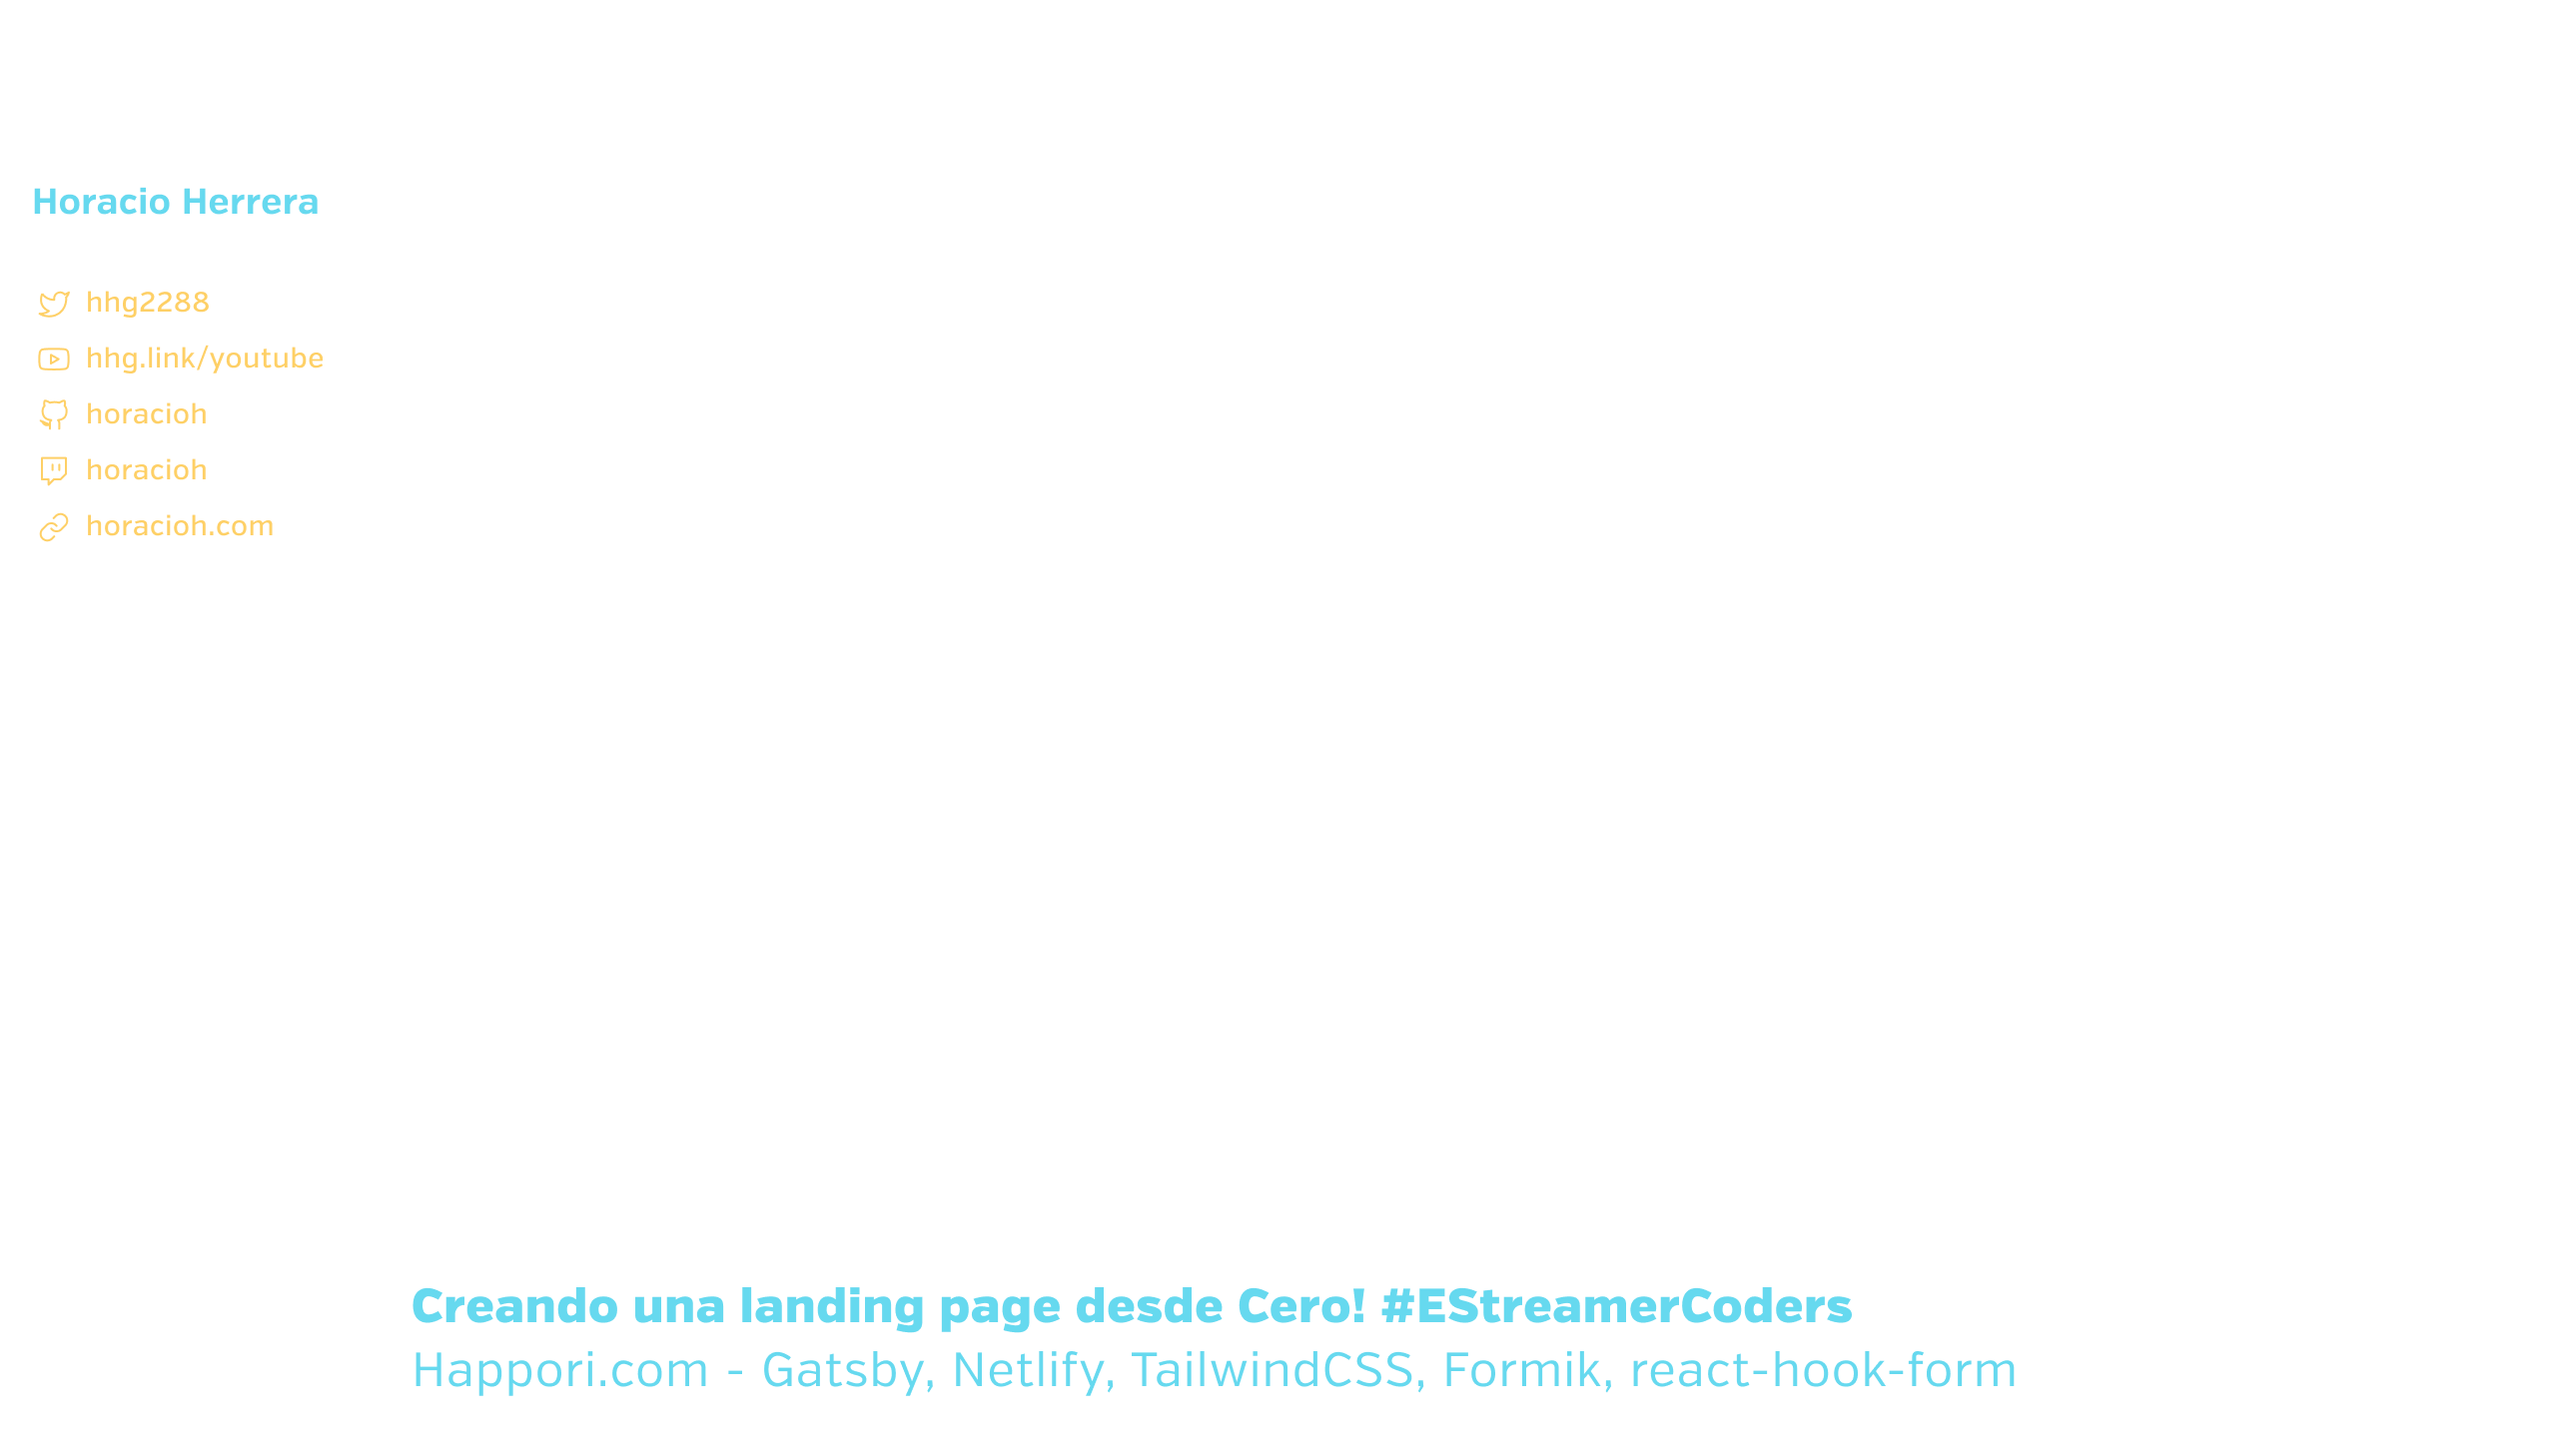 Horacio Herrera
hhg2288
hhg.link/youtube
horacioh
horacioh
horacioh.com
Creando una landing page desde Cero! #EStreamerCoders
Happori.com - Gatsby, Netlify, TailwindCSS, Formik, react-hook-form